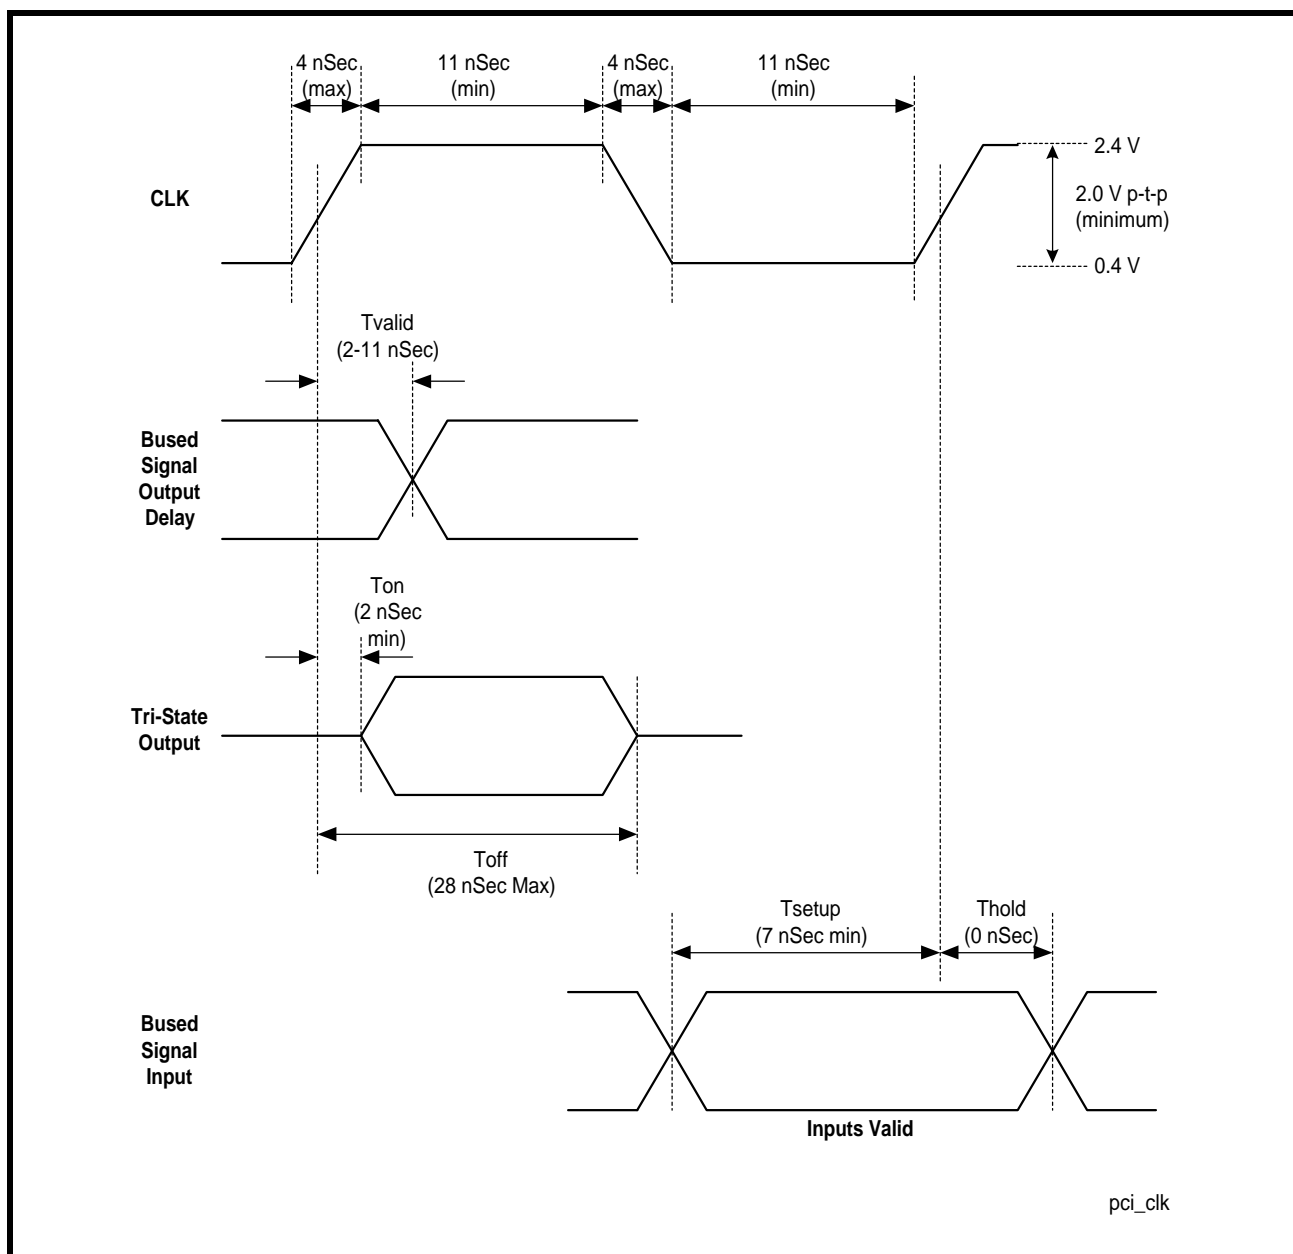 4 nSec
(max)
11 nSec
(min)
4 nSec
(max)
11 nSec
(min)
2.4 V
CLK
2.0 V p-t-p
(minimum)
0.4 V
Tvalid
(2-11 nSec)
Bused
Signal
Output
Delay
Ton
(2 nSec
min)
Tri-State
Output
Toff
(28 nSec Max)
Tsetup
(7 nSec min)
Thold
(0 nSec)
Bused
Signal
Input
Inputs Valid
pci_clk